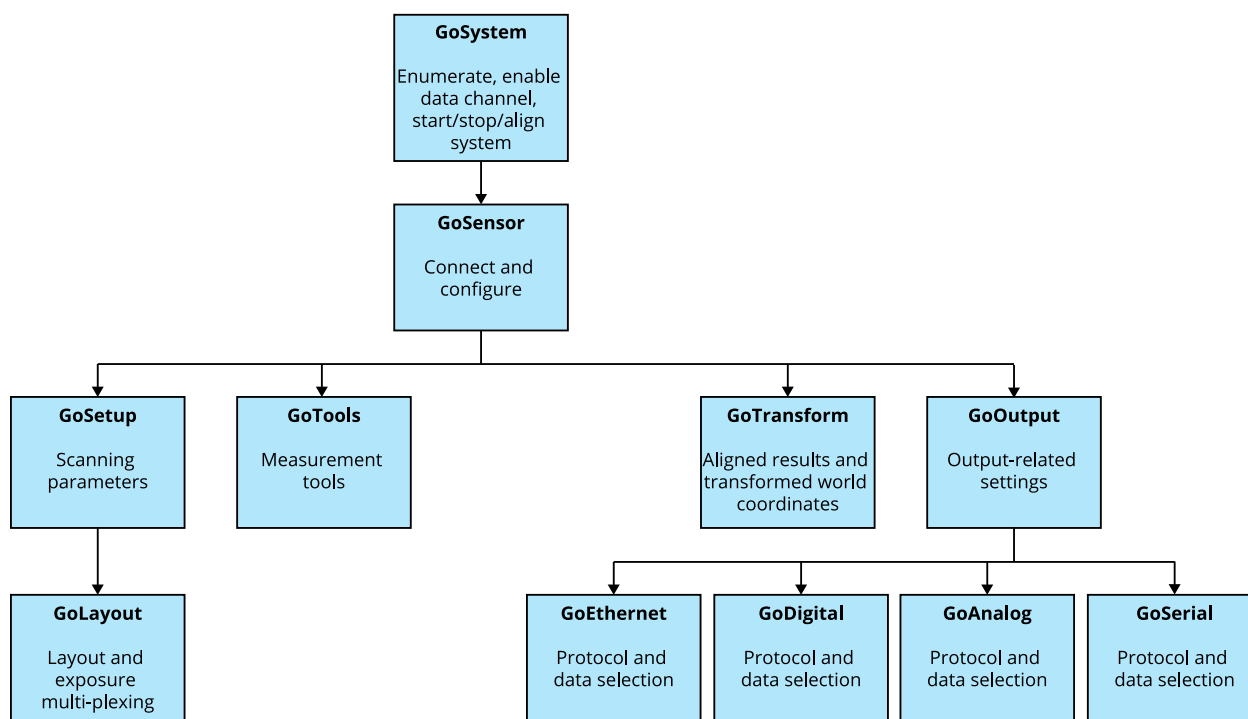 GoSystem
Enumerate, enable
data channel,
start/stop/align
system
GoSensor
Connect and
configure
GoSetup
Scanning
parameters
GoTools
Measurement
tools
GoTransform
Aligned results and
transformed world
coordinates
GoOutput
Output-related
settings
GoLayout
Layout and
exposure
multi-plexing
GoEthernet
Protocol and
data selection
GoDigital
Protocol and
data selection
GoAnalog
Protocol and
data selection
GoSerial
Protocol and
data selection